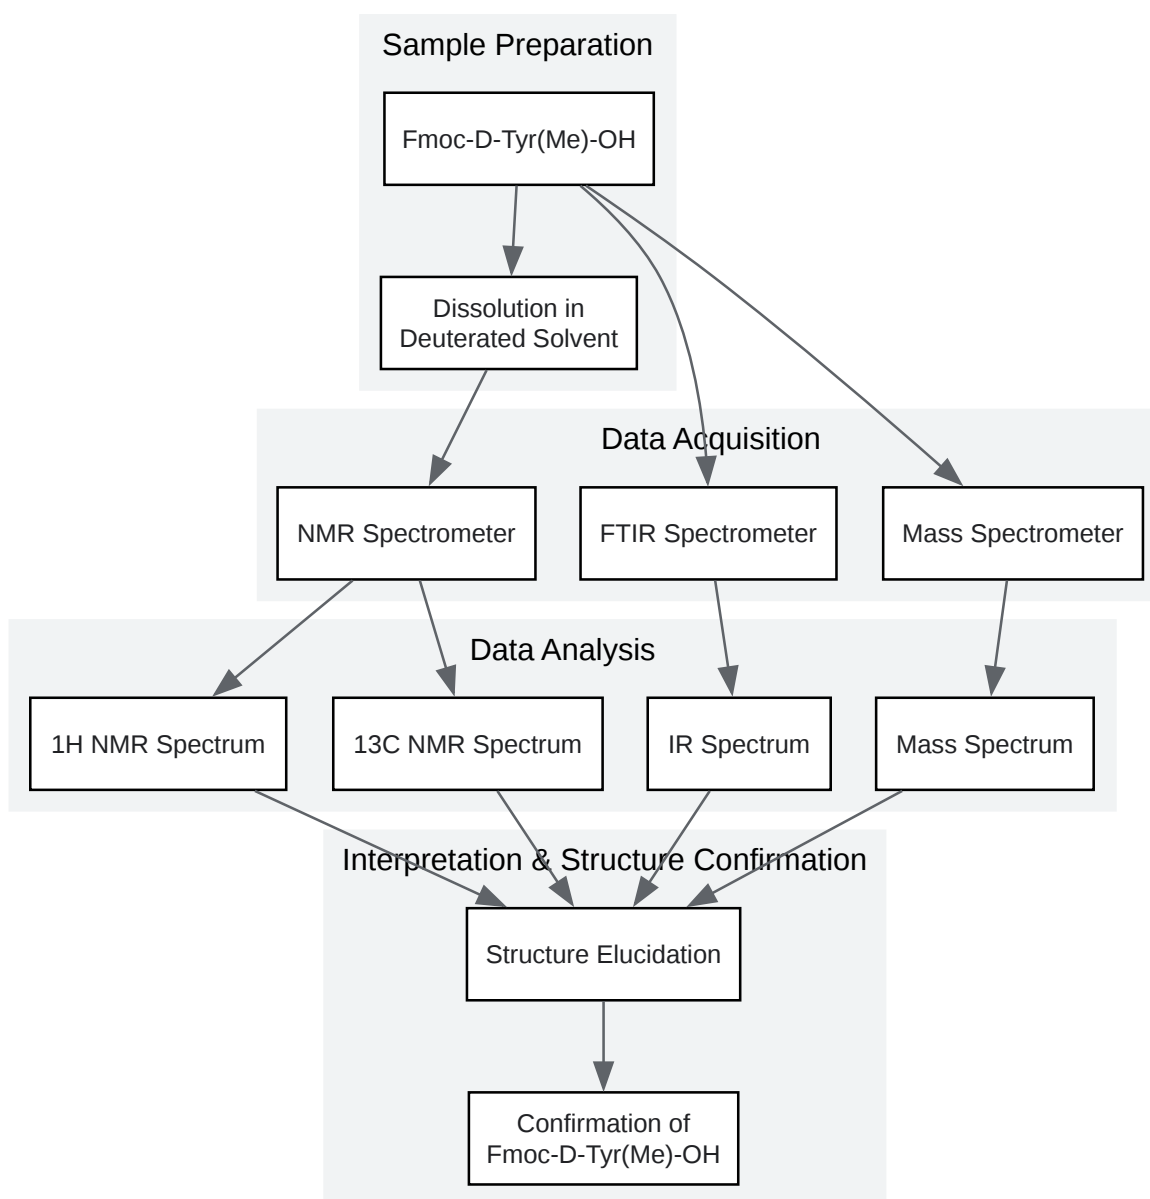 Sample Preparation
Fmoc-D-Tyr(Me)-OH
Dissolution in
Deuterated Solvent
Data Acquisition
NMR Spectrometer
FTIR Spectrometer
Mass Spectrometer
Data Analysis
1H NMR Spectrum
13C NMR Spectrum
IR Spectrum
Mass Spectrum
Interpretation & Structure Confirmation
Structure Elucidation
Confirmation of
Fmoc-D-Tyr(Me)-OH